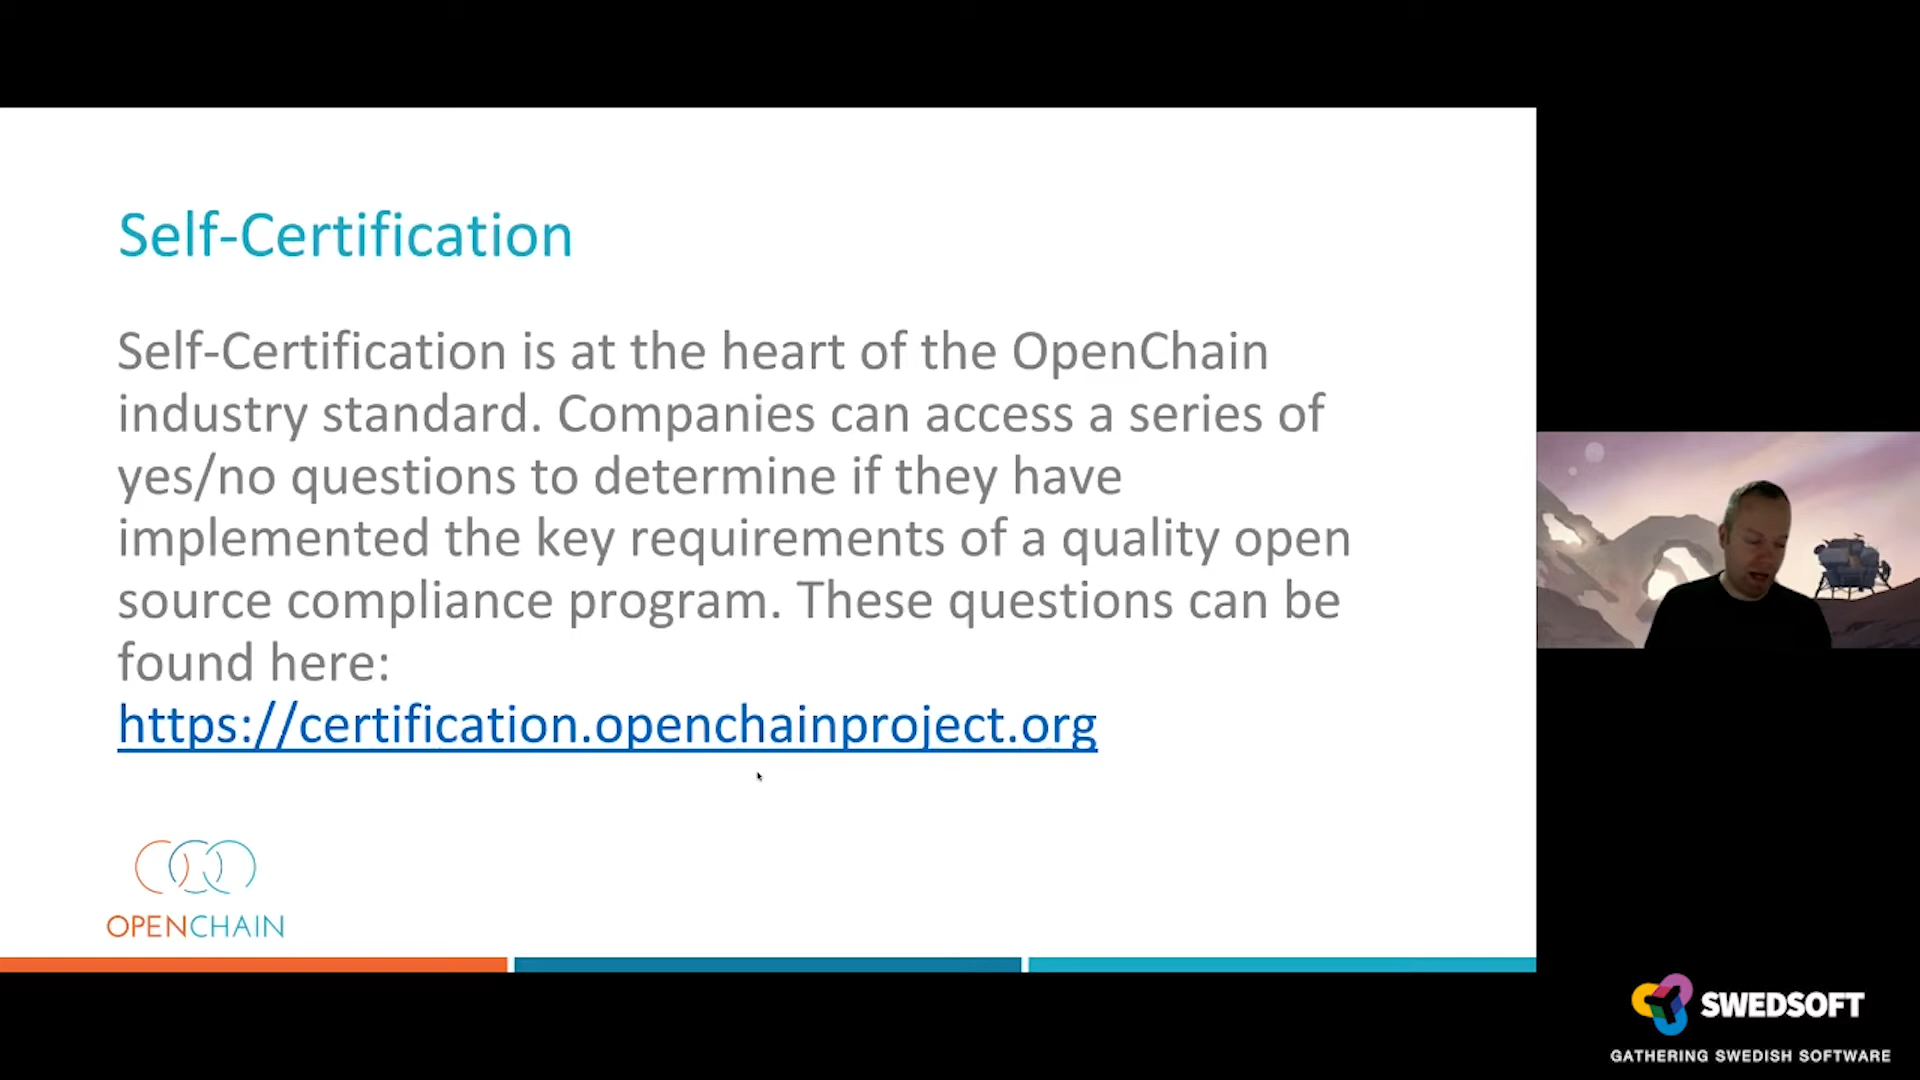 Self-Certification
Self-Certification is at the heart of the OpenChain
industry standard. Companies can access a series of
yes/no questions to determine if they have
implemented the key requirements of a quality open
source compliance program. These questions can be
found here:
https://certification.openchainproject.org
OPENCHAIN
SWEDSOFT
GATHERING SWEDISH SOFTWARE